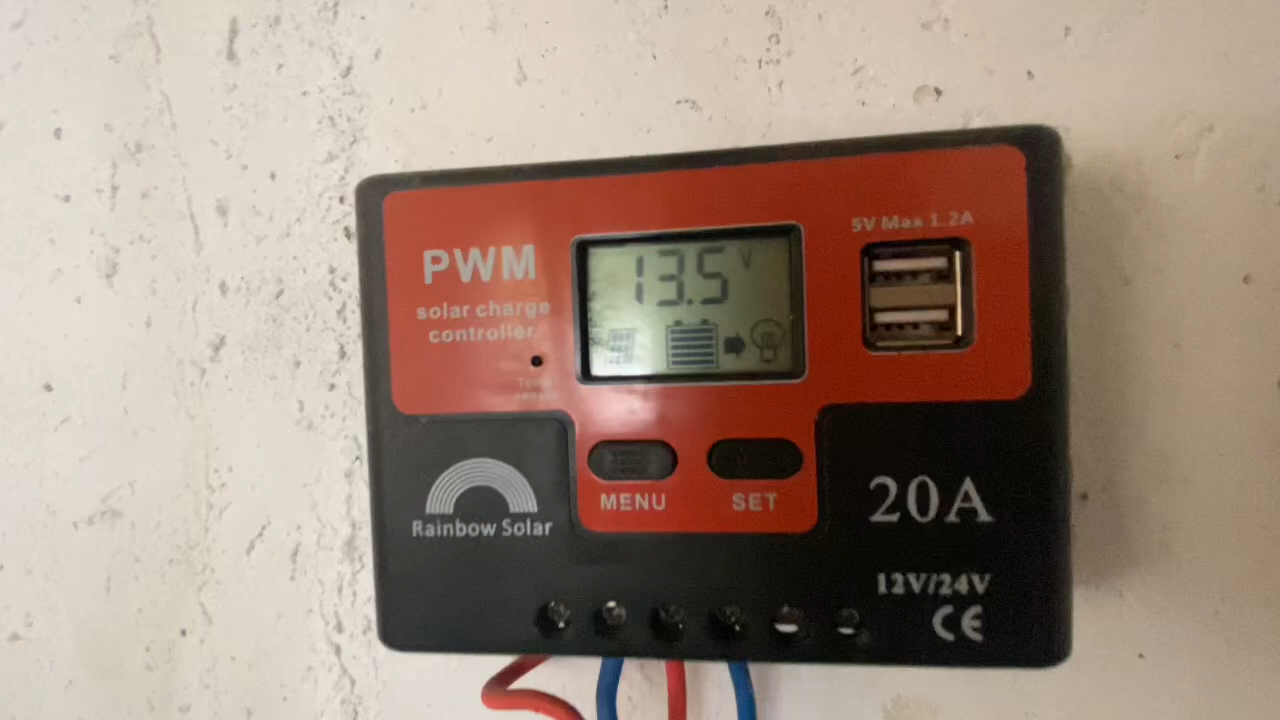 PWM
solar charge
controller
5V Max 1.2A
13.5 V
MENU
SET
Rainbow Solar
20A
12V/24V
CE